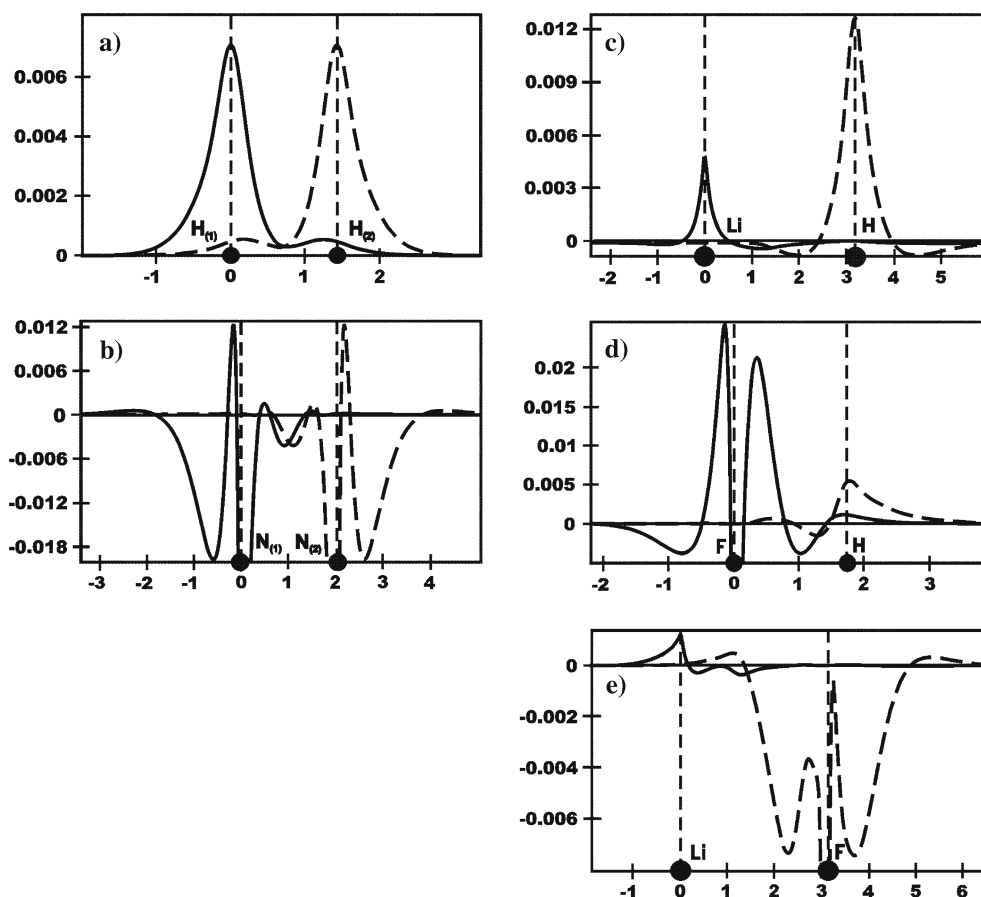 a)
0.006
0.004
0.002
0
H(1)
H(2)
-1 0 1 2
c)
0.012
0.009
0.006
0.003
0
Li
H
-2 -1 0 1 2 3 4 5
b)
0.012
0.006
0
-0.006
-0.012
-0.018
N(1)
N(2)
-3 -2 -1 0 1 2 3 4
d)
0.02
0.015
0.01
0.005
0
F
H
-2 -1 0 1 2 3
e)
0
-0.002
-0.004
-0.006
Li
F
-1 0 1 2 3 4 5 6